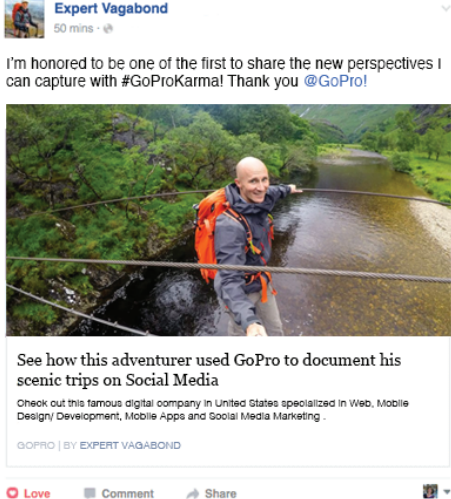 Expert Vagabond
50 mins ·
I'm honored to be one of the first to share the new perspectives I
can capture with #GoProKarma! Thank you @GoPro!
See how this adventurer used GoPro to document his
scenic trips on Social Media
Check out this famous digital company in United States specialized in Web, Mobile
Design/ Development, Mobile Apps and Social Media Marketing .
GOPRO | BY EXPERT VAGABOND
Love Comment Share